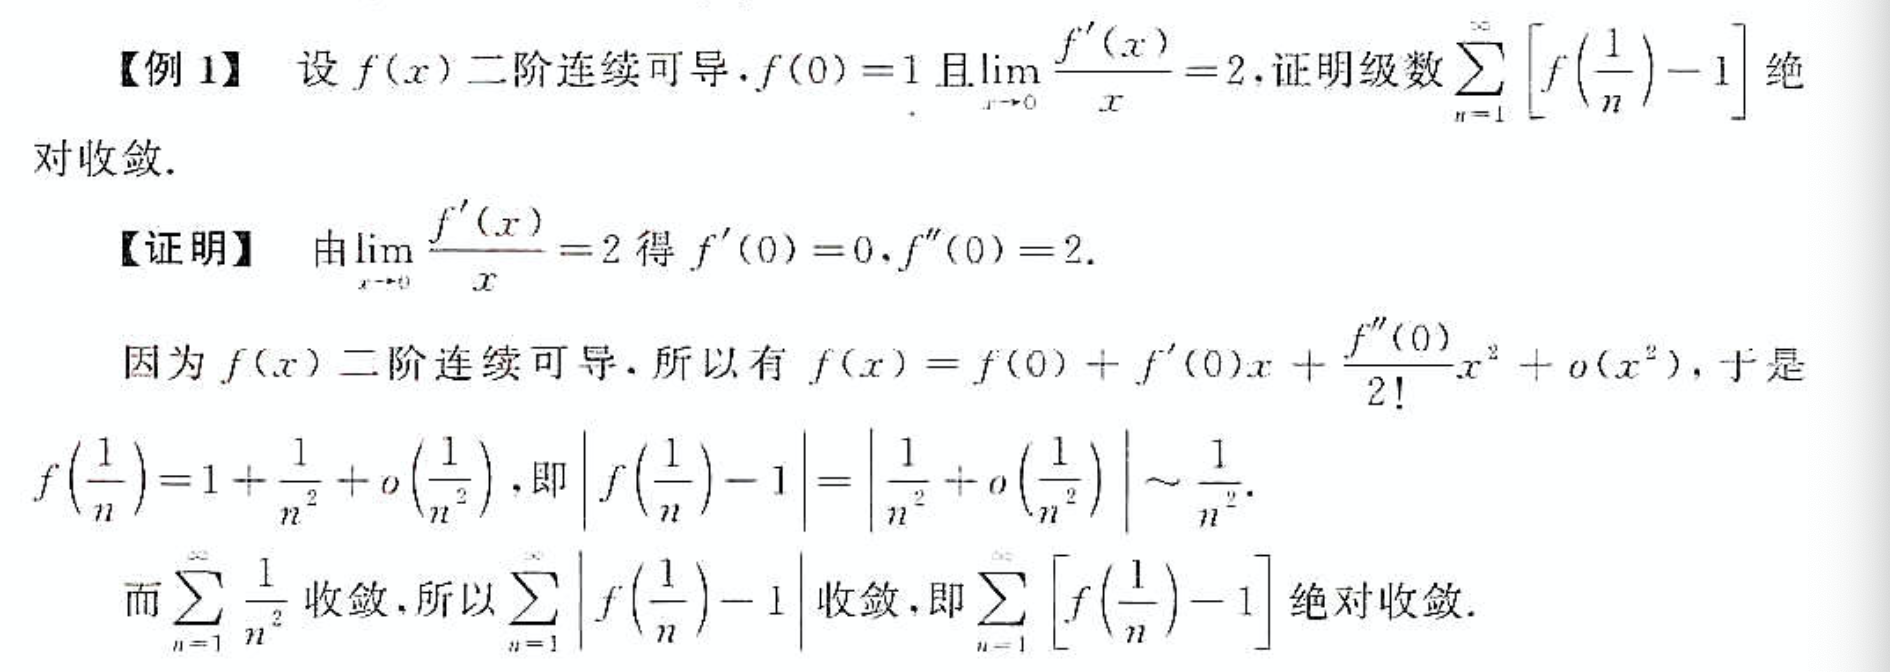 【例 1】 设 f(x) 二阶连续可导, f(0)=1 且 lim_{x→0} f′(x)/x = 2, 证明级数 ∑_{n=1}^{∞} [f(1/n) − 1] 绝
对收敛.
【证明】 由 lim_{x→0} f′(x)/x = 2 得 f′(0)=0, f″(0)=2.
因为 f(x) 二阶连续可导, 所以有 f(x) = f(0) + f′(0)x + f″(0)/2! x² + o(x²), 于是
f(1/n) = 1 + 1/n² + o(1/n²), 即 |f(1/n) − 1| = |1/n² + o(1/n²)| ~ 1/n².
而 ∑_{n=1}^{∞} 1/n² 收敛, 所以 ∑_{n=1}^{∞} |f(1/n) − 1| 收敛, 即 ∑_{n=1}^{∞} [f(1/n) − 1] 绝对收敛.